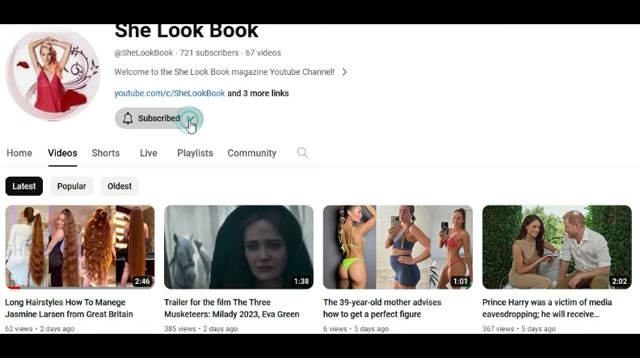 She Look Book
@SheLookBook · 721 subscribers · 67 videos
Welcome to the She Look Book magazine Youtube Channel!
youtube.com/c/SheLookBook and 3 more links
Subscribed
Home Videos Shorts Live Playlists Community
Latest Popular Oldest
2:46 1:38 1:01 2:02
Long Hairstyles How To Manege
Jasmine Larsen from Great Britain
62 views • 2 days ago
Trailer for the film The Three
Musketeers: Milady 2023, Eva Green
385 views • 2 days ago
The 39-year-old mother advises
how to get a perfect figure
6 views • 5 days ago
Prince Harry was a victim of media
eavesdropping; he will receive...
367 views • 5 days ago